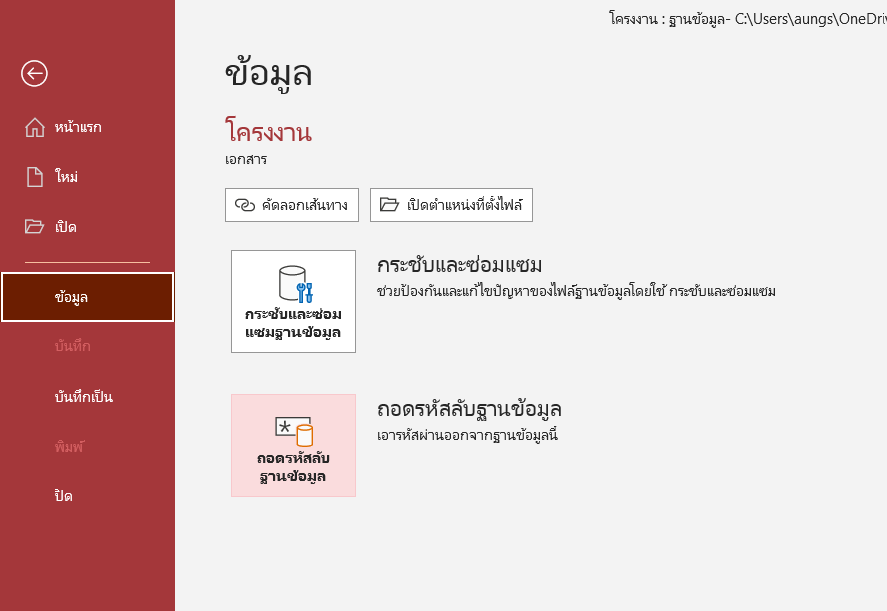 โครงงาน : ฐานข้อมูล- C:\Users\aungs\OneDriv
ข้อมูล
หน้าแรก
โครงงาน
เอกสาร
ใหม่
คัดลอกเส้นทาง
เปิดตำแหน่งที่ตั้งไฟล์
เปิด
กระชับและซ่อมแซม
ช่วยป้องกันและแก้ไขปัญหาของไฟล์ฐานข้อมูลโดยใช้ กระชับและซ่อมแซม
ข้อมูล
กระชับและซ่อม
แซมฐานข้อมูล
บันทึก
บันทึกเป็น
ถอดรหัสลับฐานข้อมูล
เอารหัสผ่านออกจากฐานข้อมูลนี้
พิมพ์
ถอดรหัสลับ
ฐานข้อมูล
ปิด